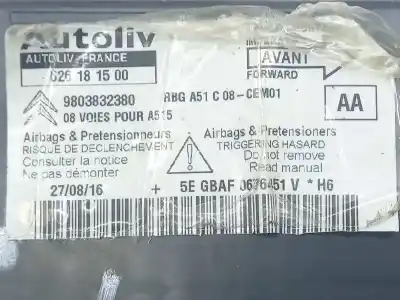 Autoliv
AUTOLIV-FRANCE
626 18 15 00
AVANT
FORWARD
9803832380
RBG A51 C 08-CEM01
08 VOIES POUR A515
AA
Airbags & Pretensionneurs
RISQUE DE DECLENCHEMENT
Consulter la notice
Ne pas démonter
Airbags & Pretensioners
TRIGGERING HASARD
Do not remove
Read manual
27/08/16 + 5E GBAF 0676451 V * H6